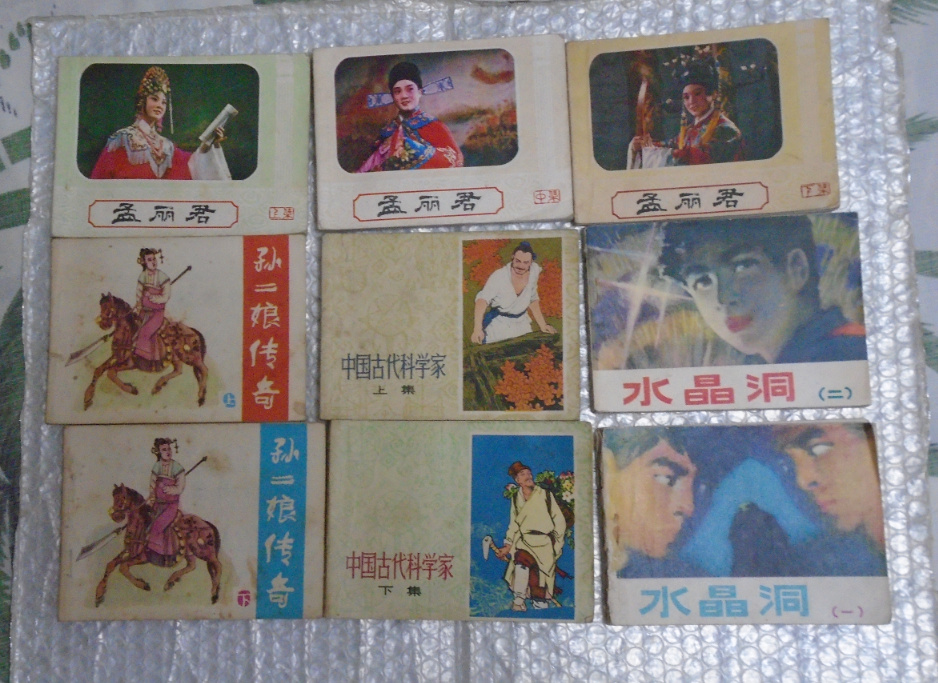 孟丽君
上集
孟丽君
中集
孟丽君
下集
孙二娘传奇
上
中国古代科学家
上集
水晶洞
（二）
孙二娘传奇
下
中国古代科学家
下集
水晶洞
（一）